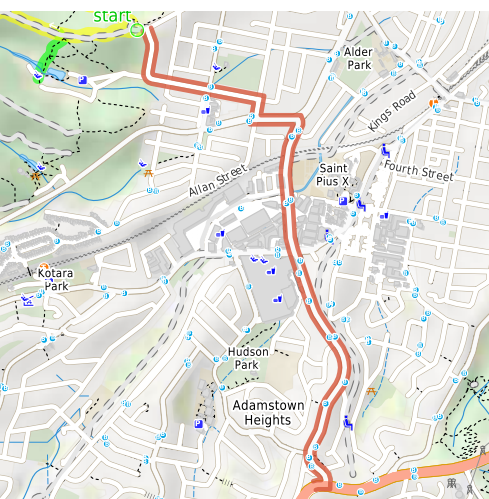 start
Alder
Park
Kings Road
Saint
Pius X
Fourth Street
Allan Street
Kotara
Park
Hudson
Park
Adamstown
Heights